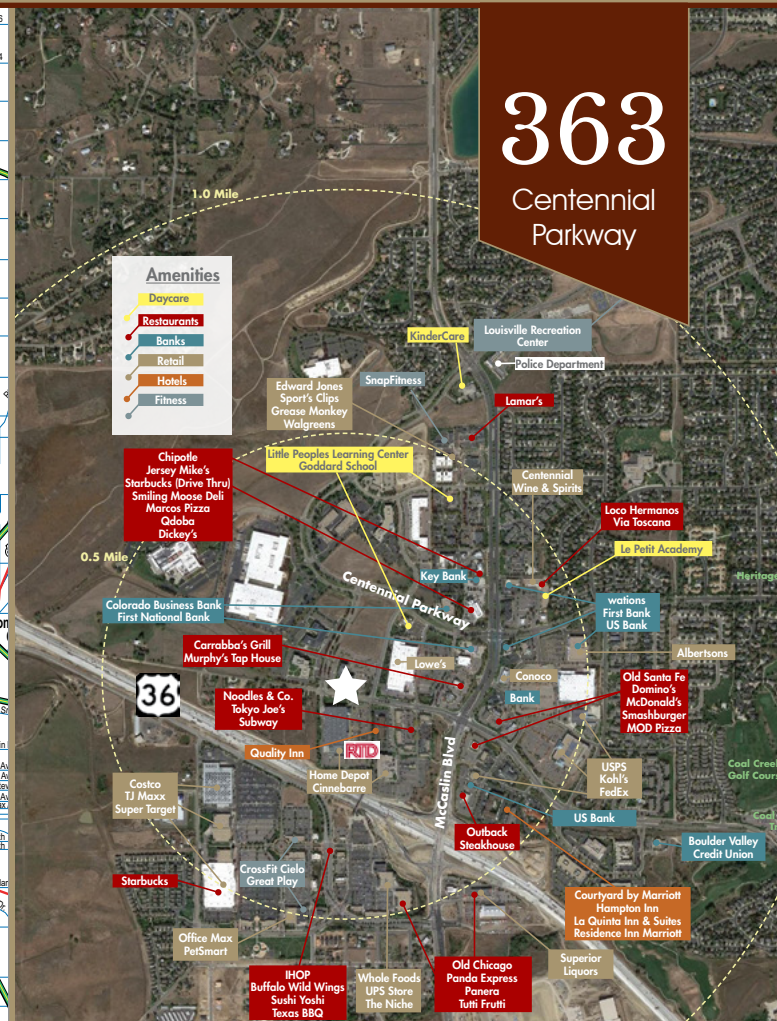 363
Centennial
Parkway
1.0 Mile
Amenities
Daycare
Restaurants
Banks
Retail
Hotels
Fitness
KinderCare
Louisville Recreation
Center
Police Department
SnapFitness
Edward Jones
Sport's Clips
Grease Monkey
Walgreens
Lamar's
Little Peoples Learning Center
Goddard School
Chipotle
Jersey Mike's
Starbucks (Drive Thru)
Smiling Moose Deli
Marcos Pizza
Qdoba
Dickey's
Centennial
Wine & Spirits
Loco Hermanos
Via Toscana
Le Petit Academy
0.5 Mile
Key Bank
Centennial Parkway
Heritage
Colorado Business Bank
First National Bank
wations
First Bank
US Bank
Carrabba's Grill
Murphy's Tap House
Lowe's
Albertsons
Conoco
Bank
Old Santa Fe
Domino's
McDonald's
Smashburger
MOD Pizza
36
Noodles & Co.
Tokyo Joe's
Subway
Quality Inn
RTD
McCaslin Blvd
Home Depot
Cinnebarre
USPS
Kohl's
FedEx
Coal Creek
Golf Cour
Costco
TJ Maxx
Super Target
US Bank
Coal
Outback
Steakhouse
Boulder Valley
Credit Union
CrossFit Cielo
Great Play
Starbucks
Courtyard by Marriott
Hampton Inn
La Quinta Inn & Suites
Residence Inn Marriott
Office Max
PetSmart
Superior
Liquors
IHOP
Buffalo Wild Wings
Sushi Yoshi
Texas BBQ
Whole Foods
UPS Store
The Niche
Old Chicago
Panda Express
Panera
Tutti Frutti